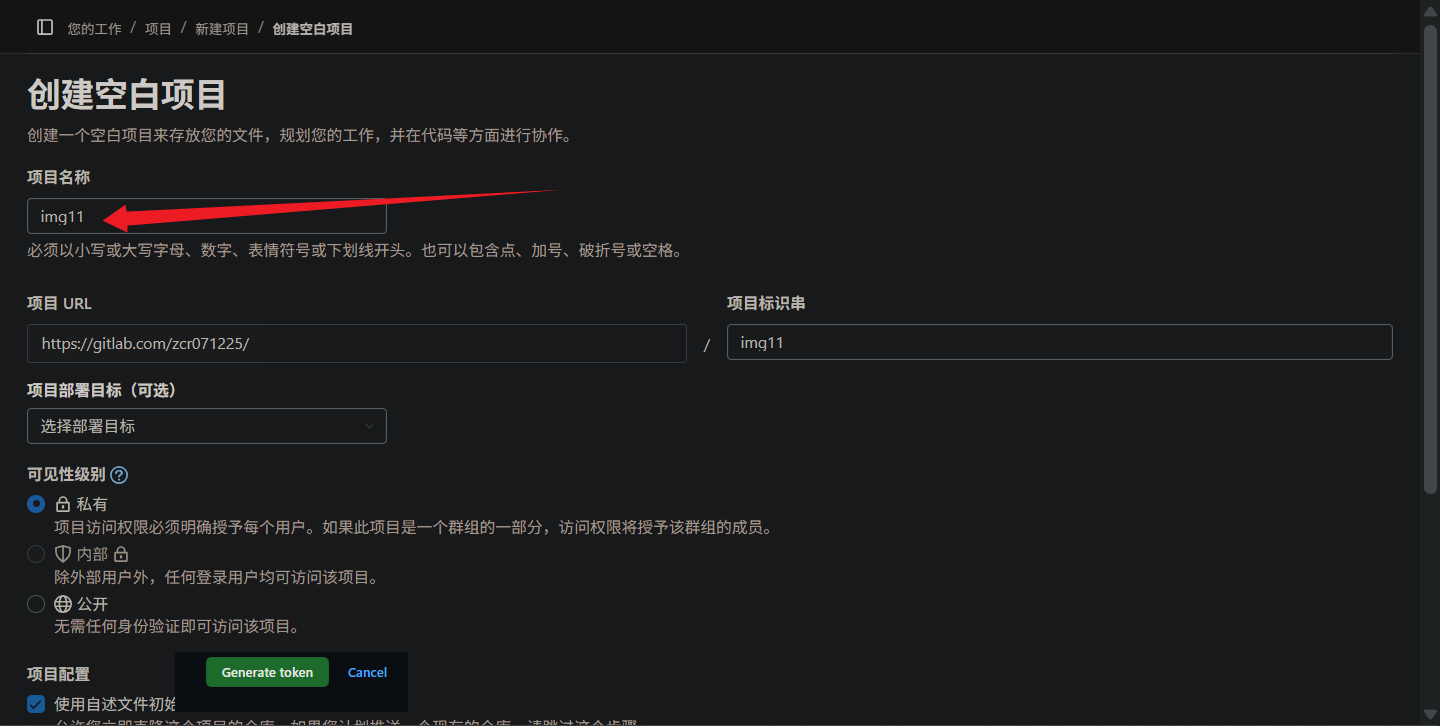 您的工作 / 项目 / 新建项目 / 创建空白项目
创建空白项目
创建一个空白项目来存放您的文件，规划您的工作，并在代码等方面进行协作。
项目名称
img11
必须以小写或大写字母、数字、表情符号或下划线开头。也可以包含点、加号、破折号或空格。
项目 URL
项目标识串
https://gitlab.com/zcr071225/ / img11
项目部署目标（可选）
选择部署目标
可见性级别
私有
项目访问权限必须明确授予每个用户。如果此项目是一个群组的一部分，访问权限将授予该群组的成员。
内部
除外部用户外，任何登录用户均可访问该项目。
公开
无需任何身份验证即可访问该项目。
项目配置
Generate token Cancel
使用自述文件初始